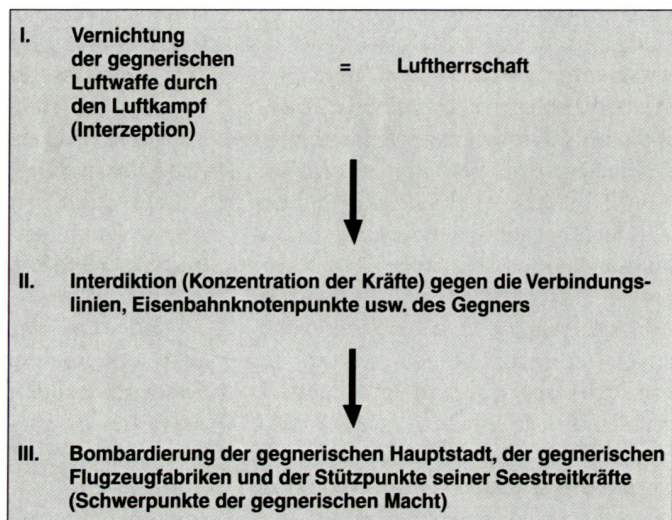 I. Vernichtung
der gegnerischen
Luftwaffe durch = Luftherrschaft
den Luftkampf
(Interzeption)
II. Interdiktion (Konzentration der Kräfte) gegen die Verbindungs-
linien, Eisenbahnknotenpunkte usw. des Gegners
III. Bombardierung der gegnerischen Hauptstadt, der gegnerischen
Flugzeugfabriken und der Stützpunkte seiner Seestreitkräfte
(Schwerpunkte der gegnerischen Macht)